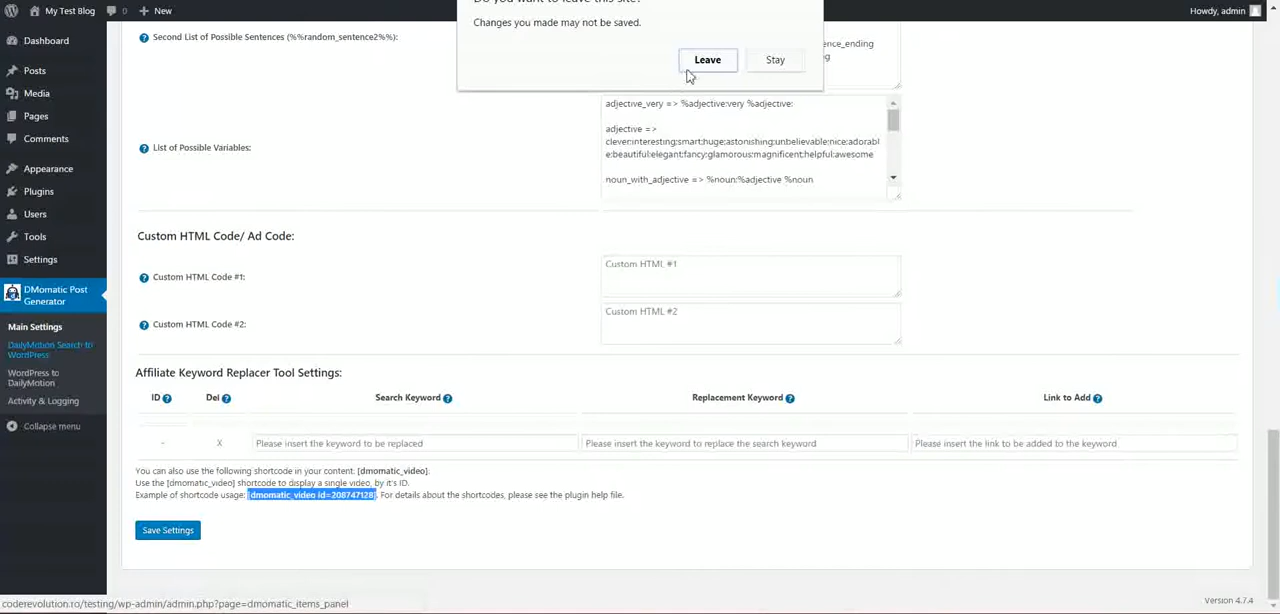 My Test Blog
0
New
Howdy, admin
Do you want to leave this site?
Changes you made may not be saved.
Leave
Stay
Dashboard
Posts
Media
Pages
Comments
Appearance
Plugins
Users
Tools
Settings
DMomatic Post
Generator
Main Settings
DailyMotion Search to
WordPress
WordPress to
DailyMotion
Activity & Logging
Collapse menu
Second List of Possible Sentences (%%random_sentence2%%):
List of Possible Variables:
adjective_very => %adjective;very %adjective;
adjective =>
clever;interesting;smart;huge;astonishing;unbelievable;nice;adorabl
e;beautiful;elegant;fancy;glamorous;magnificent;helpful;awesome
noun_with_adjective => %noun;%adjective %noun
Custom HTML Code/ Ad Code:
Custom HTML Code #1:
Custom HTML #1
Custom HTML Code #2:
Custom HTML #2
Affiliate Keyword Replacer Tool Settings:
ID
Del
Search Keyword
Replacement Keyword
Link to Add
-
X
Please insert the keyword to be replaced
Please insert the keyword to replace the search keyword
Please insert the link to be added to the keyword
You can also use the following shortcode in your content: [dmomatic_video].
Use the [dmomatic_video] shortcode to display a single video, by it's ID.
Example of shortcode usage: [dmomatic_video id=208747128]. For details about the shortcodes, please see the plugin help file.
Save Settings
coderevolution.ro/testing/wp-admin/admin.php?page=dmomatic_items_panel
Version 4.7.4